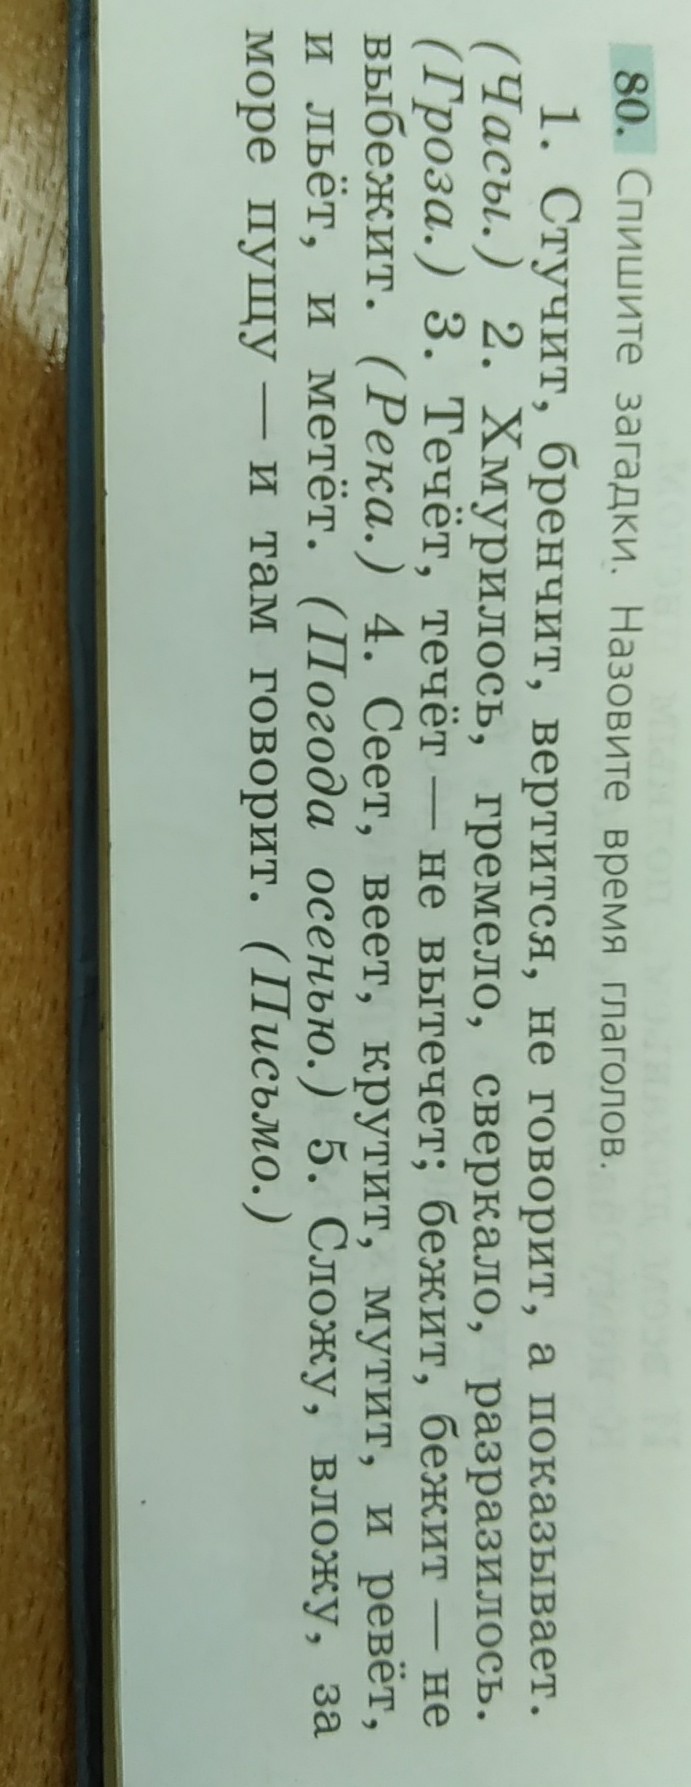 80. Спишите загадки. Назовите время глаголов.
1. Стучит, бренчит, вертится, не говорит, а показывает.
(Часы.) 2. Хмурилось, гремело, сверкало, разразилось.
(Гроза.) 3. Течёт, течёт — не вытечет; бежит, бежит — не
выбежит. (Река.) 4. Сеет, веет, крутит, мутит, и ревёт,
и льёт, и метёт. (Погода осенью.) 5. Сложу, вложу, за
море пущу — и там говорит. (Письмо.)